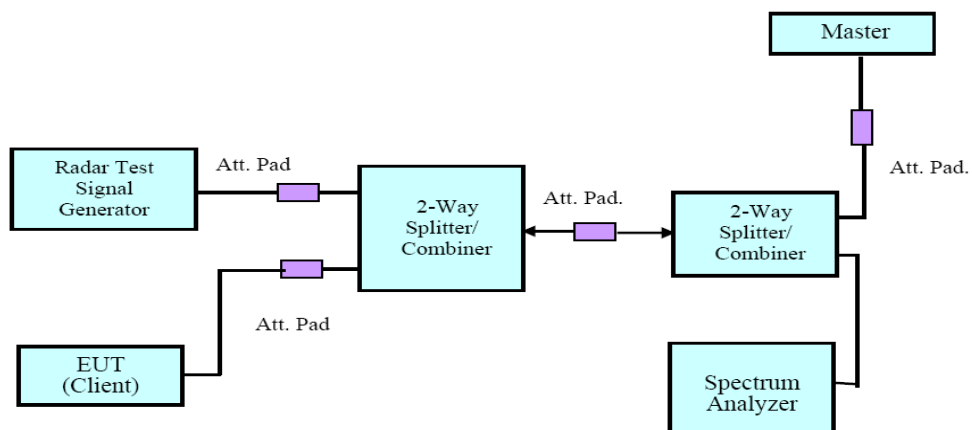 Master
Att. Pad.
Radar Test
Signal
Generator
Att. Pad
2-Way
Splitter/
Combiner
Att. Pad.
2-Way
Splitter/
Combiner
Att. Pad
EUT
(Client)
Spectrum
Analyzer